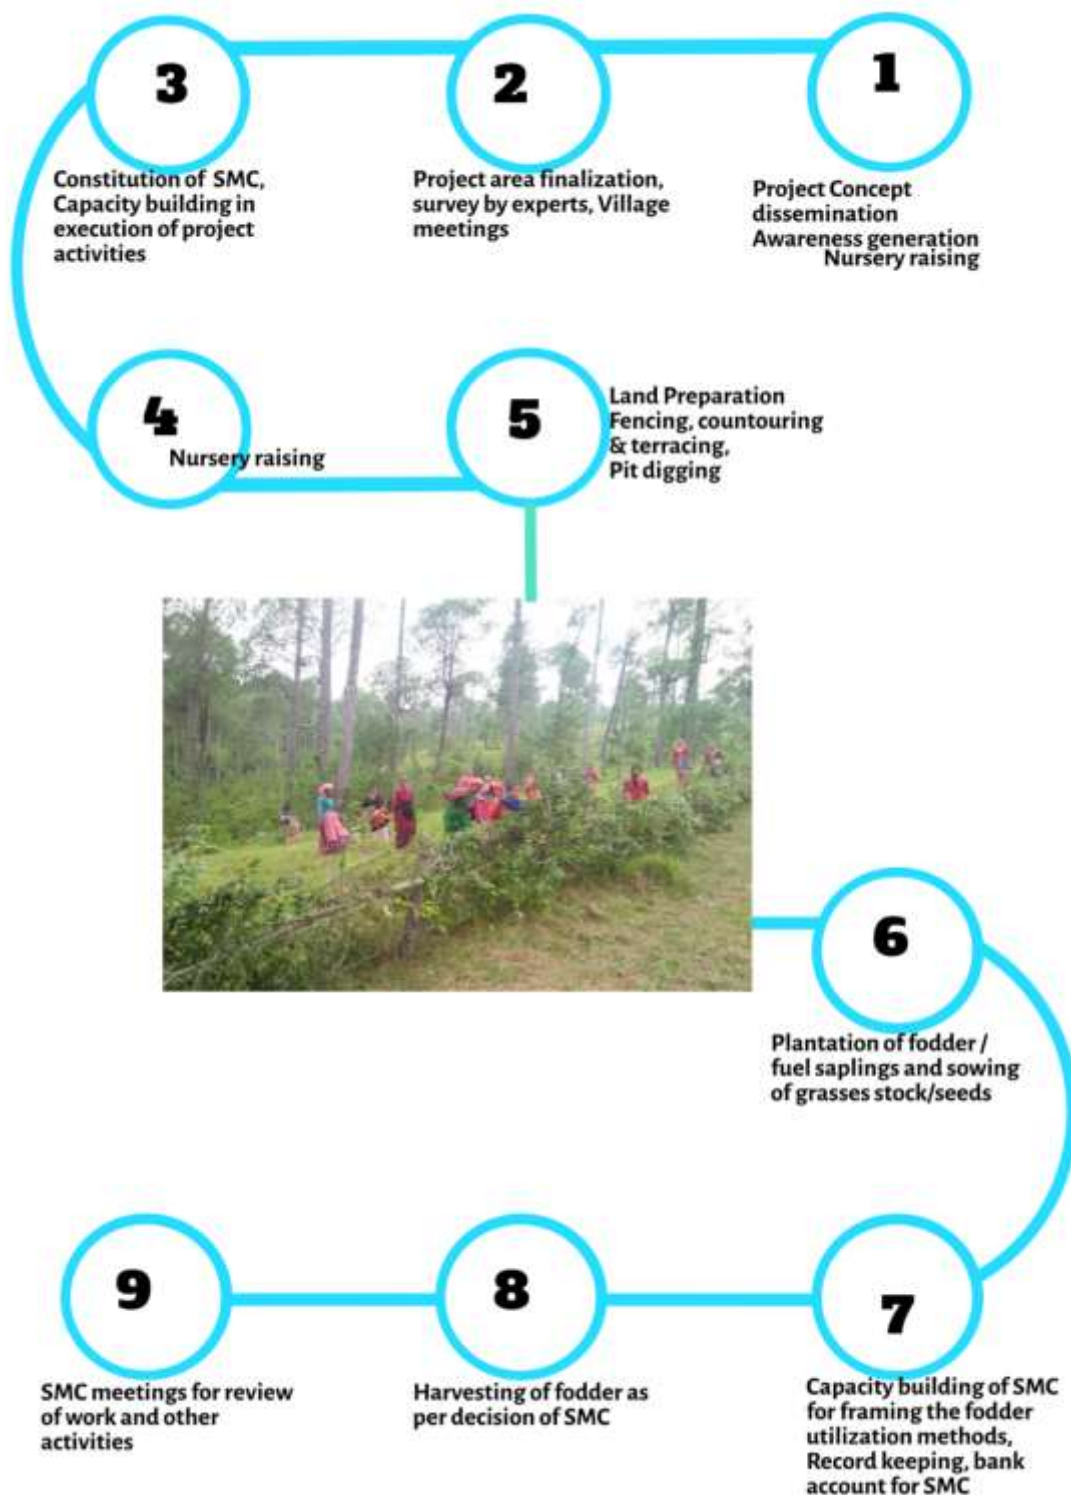 1
Project Concept
dissemination
Awareness generation
Nursery raising
2
Project area finalization,
survey by experts, Village
meetings
3
Constitution of SMC,
Capacity building in
execution of project
activities
4
Nursery raising
5
Land Preparation
Fencing, countouring
& terracing,
Pit digging
6
Plantation of fodder /
fuel saplings and sowing
of grasses stock/seeds
7
Capacity building of SMC
for framing the fodder
utilization methods,
Record keeping, bank
account for SMC
8
Harvesting of fodder as
per decision of SMC
9
SMC meetings for review
of work and other
activities